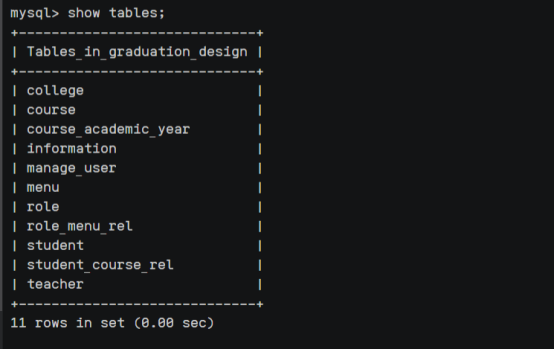 mysql> show tables;
+-----------------------------+
| Tables_in_graduation_design |
+-----------------------------+
| college                     |
| course                      |
| course_academic_year        |
| information                 |
| manage_user                 |
| menu                        |
| role                        |
| role_menu_rel               |
| student                     |
| student_course_rel          |
| teacher                     |
+-----------------------------+
11 rows in set (0.00 sec)